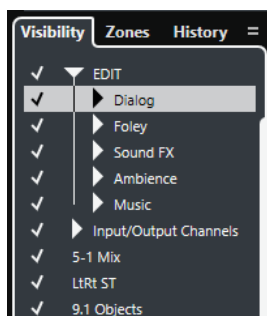 Visibility Zones History
EDIT
Dialog
Foley
Sound FX
Ambience
Music
Input/Output Channels
5-1 Mix
LtRt ST
9.1 Objects